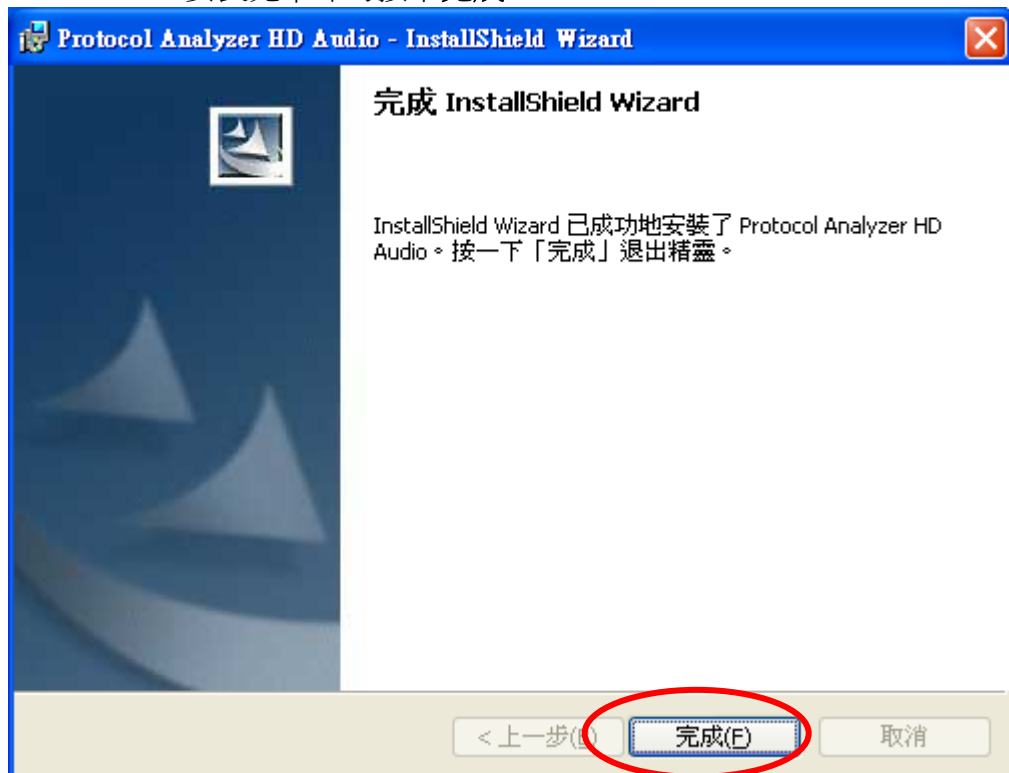 Protocol Analyzer HD Audio - InstallShield Wizard
完成 InstallShield Wizard
InstallShield Wizard 已成功地安裝了 Protocol Analyzer HD
Audio。按一下「完成」退出精靈。
<上一步( 完成(F) 取消